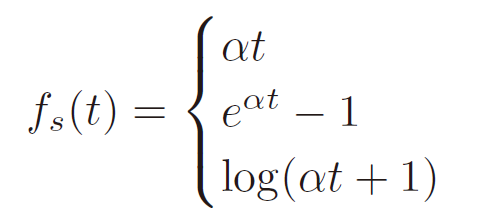 αt
f_s(t) = { e^{αt} − 1
log(αt + 1)